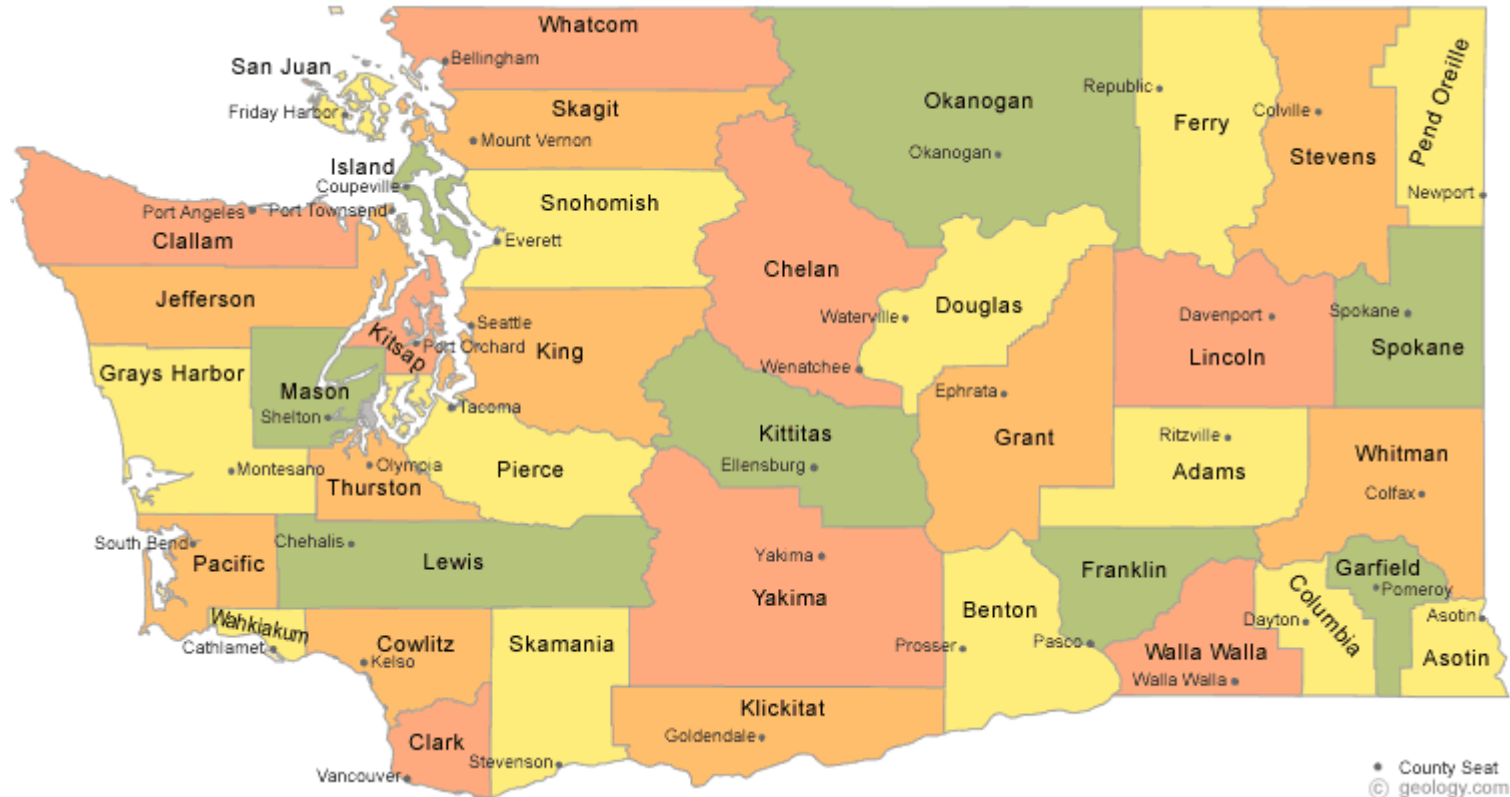 Whatcom
Bellingham
San Juan
Friday Harbor
Skagit
Mount Vernon
Island
Coupeville
Okanogan
Okanogan
Republic
Ferry
Colville
Stevens
Pend Oreille
Newport
Port Angeles
Port Townsend
Clallam
Snohomish
Everett
Jefferson
Chelan
Wenatchee
Waterville
Douglas
Davenport
Lincoln
Spokane
Spokane
Kitsap
Port Orchard
Seattle
King
Grays Harbor
Montesano
Mason
Shelton
Tacoma
Pierce
Olympia
Thurston
Kittitas
Ellensburg
Ephrata
Grant
Ritzville
Adams
Whitman
Colfax
South Bend
Pacific
Chehalis
Lewis
Yakima
Yakima
Franklin
Pasco
Benton
Prosser
Garfield
Pomeroy
Columbia
Dayton
Asotin
Asotin
Walla Walla
Walla Walla
Wahkiakum
Cathlamet
Cowlitz
Kelso
Skamania
Stevenson
Klickitat
Goldendale
Clark
Vancouver
County Seat
© geology.com